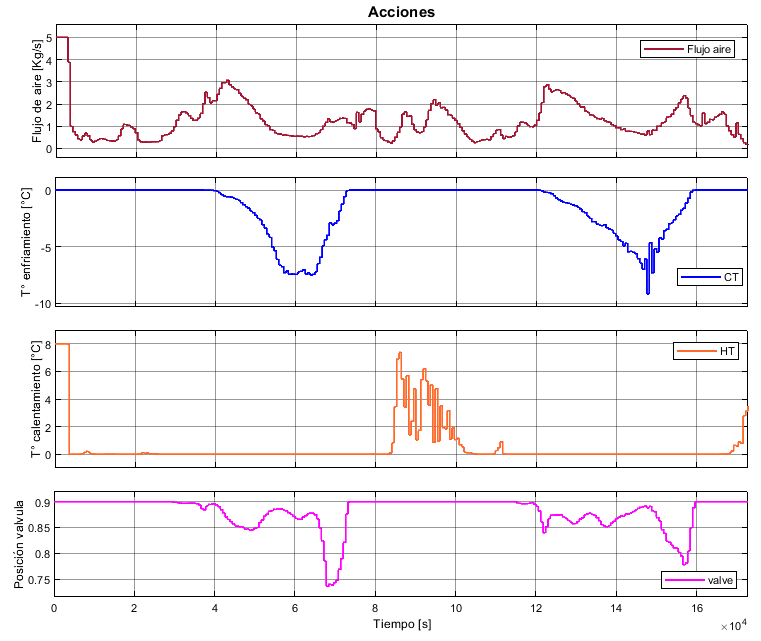 Acciones
Flujo de aire [Kg/s]
5
4
3
2
1
0
Flujo aire
T° enfriamiento [°C]
0
-5
-10
CT
T° calentamiento [°C]
8
6
4
2
0
HT
Posición valvula
0.9
0.85
0.8
0.75
valve
0 2 4 6 8 10 12 14 16
Tiempo [s]
×10^4